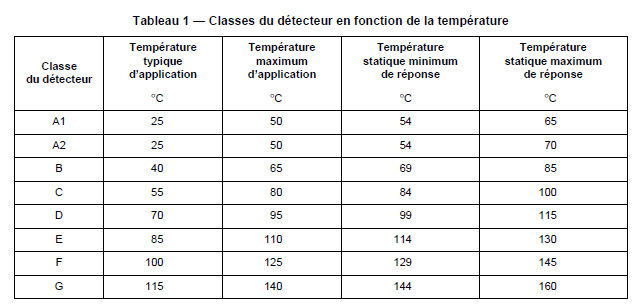 Tableau 1 — Classes du détecteur en fonction de la température
Classe du détecteur | Température typique d'application °C | Température maximum d'application °C | Température statique minimum de réponse °C | Température statique maximum de réponse °C
A1 25 50 54 65
A2 25 50 54 70
B 40 65 69 85
C 55 80 84 100
D 70 95 99 115
E 85 110 114 130
F 100 125 129 145
G 115 140 144 160